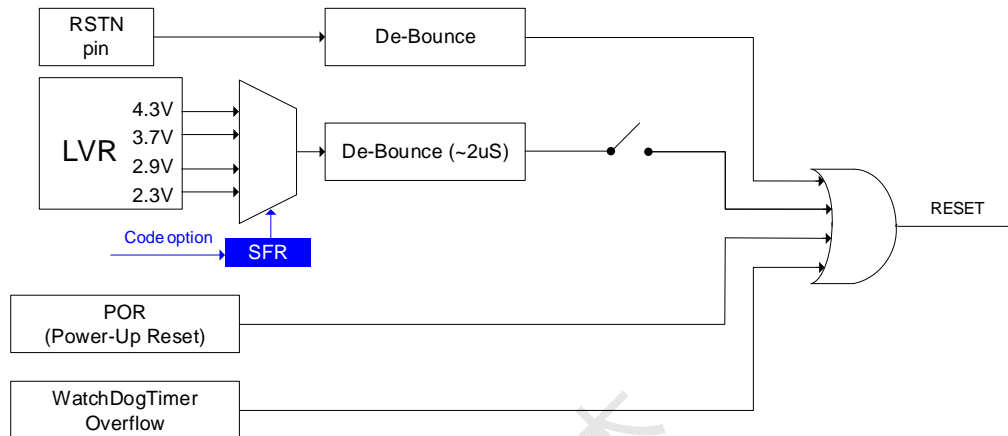 RSTN
pin
De-Bounce
LVR
4.3V
3.7V
2.9V
2.3V
De-Bounce (~2uS)
RESET
Code option
SFR
POR
(Power-Up Reset)
WatchDogTimer
Overflow